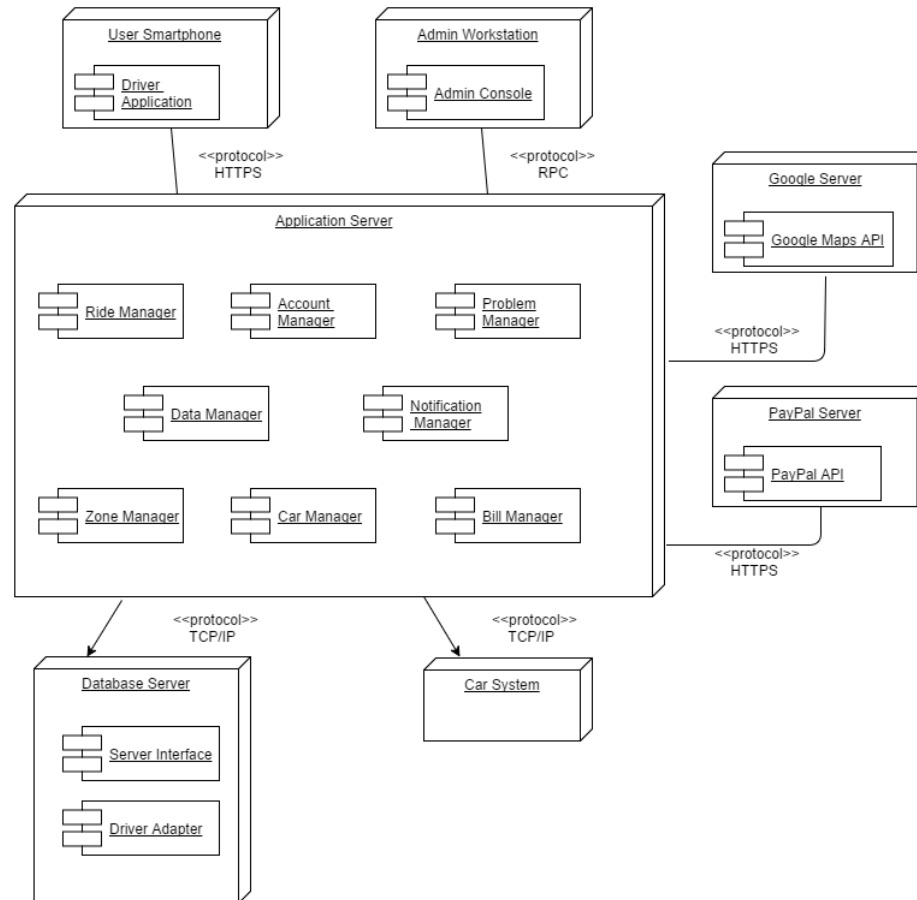 User Smartphone
Driver
Application
Admin Workstation
Admin Console
<<protocol>>
HTTPS
<<protocol>>
RPC
Google Server
Google Maps API
Application Server
Ride Manager
Account
Manager
Problem
Manager
<<protocol>>
HTTPS
Data Manager
Notification
Manager
PayPal Server
PayPal API
Zone Manager
Car Manager
Bill Manager
<<protocol>>
HTTPS
<<protocol>>
TCP/IP
<<protocol>>
TCP/IP
Database Server
Server Interface
Driver Adapter
Car System